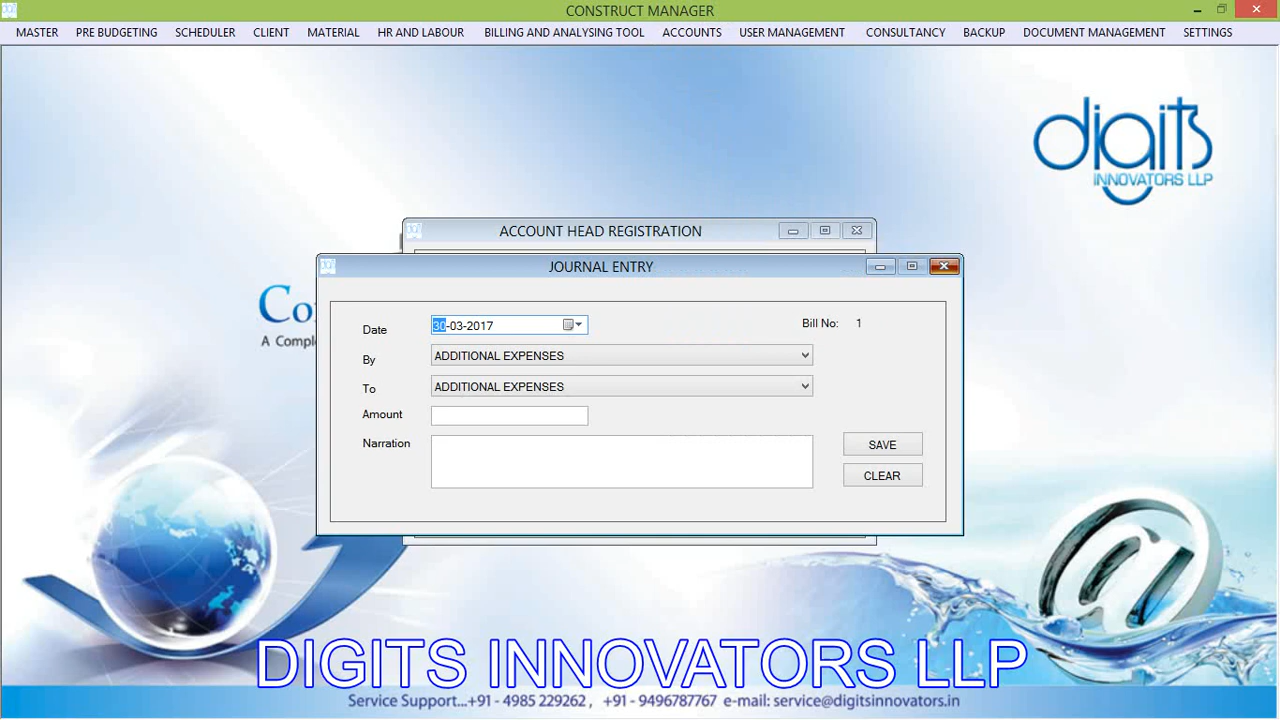 CONSTRUCT MANAGER
MASTER PRE BUDGETING SCHEDULER CLIENT MATERIAL HR AND LABOUR BILLING AND ANALYSING TOOL ACCOUNTS USER MANAGEMENT CONSULTANCY BACKUP DOCUMENT MANAGEMENT SETTINGS
digits
INNOVATORS LLP
ACCOUNT HEAD REGISTRATION
JOURNAL ENTRY
Co
A Compl
Date 30-03-2017 Bill No: 1
By ADDITIONAL EXPENSES
To ADDITIONAL EXPENSES
Amount
Narration
SAVE
CLEAR
DIGITS INNOVATORS LLP
Service Support...+91 - 4985 229262 , +91 - 9496787767 e-mail: service@digitsinnovators.in